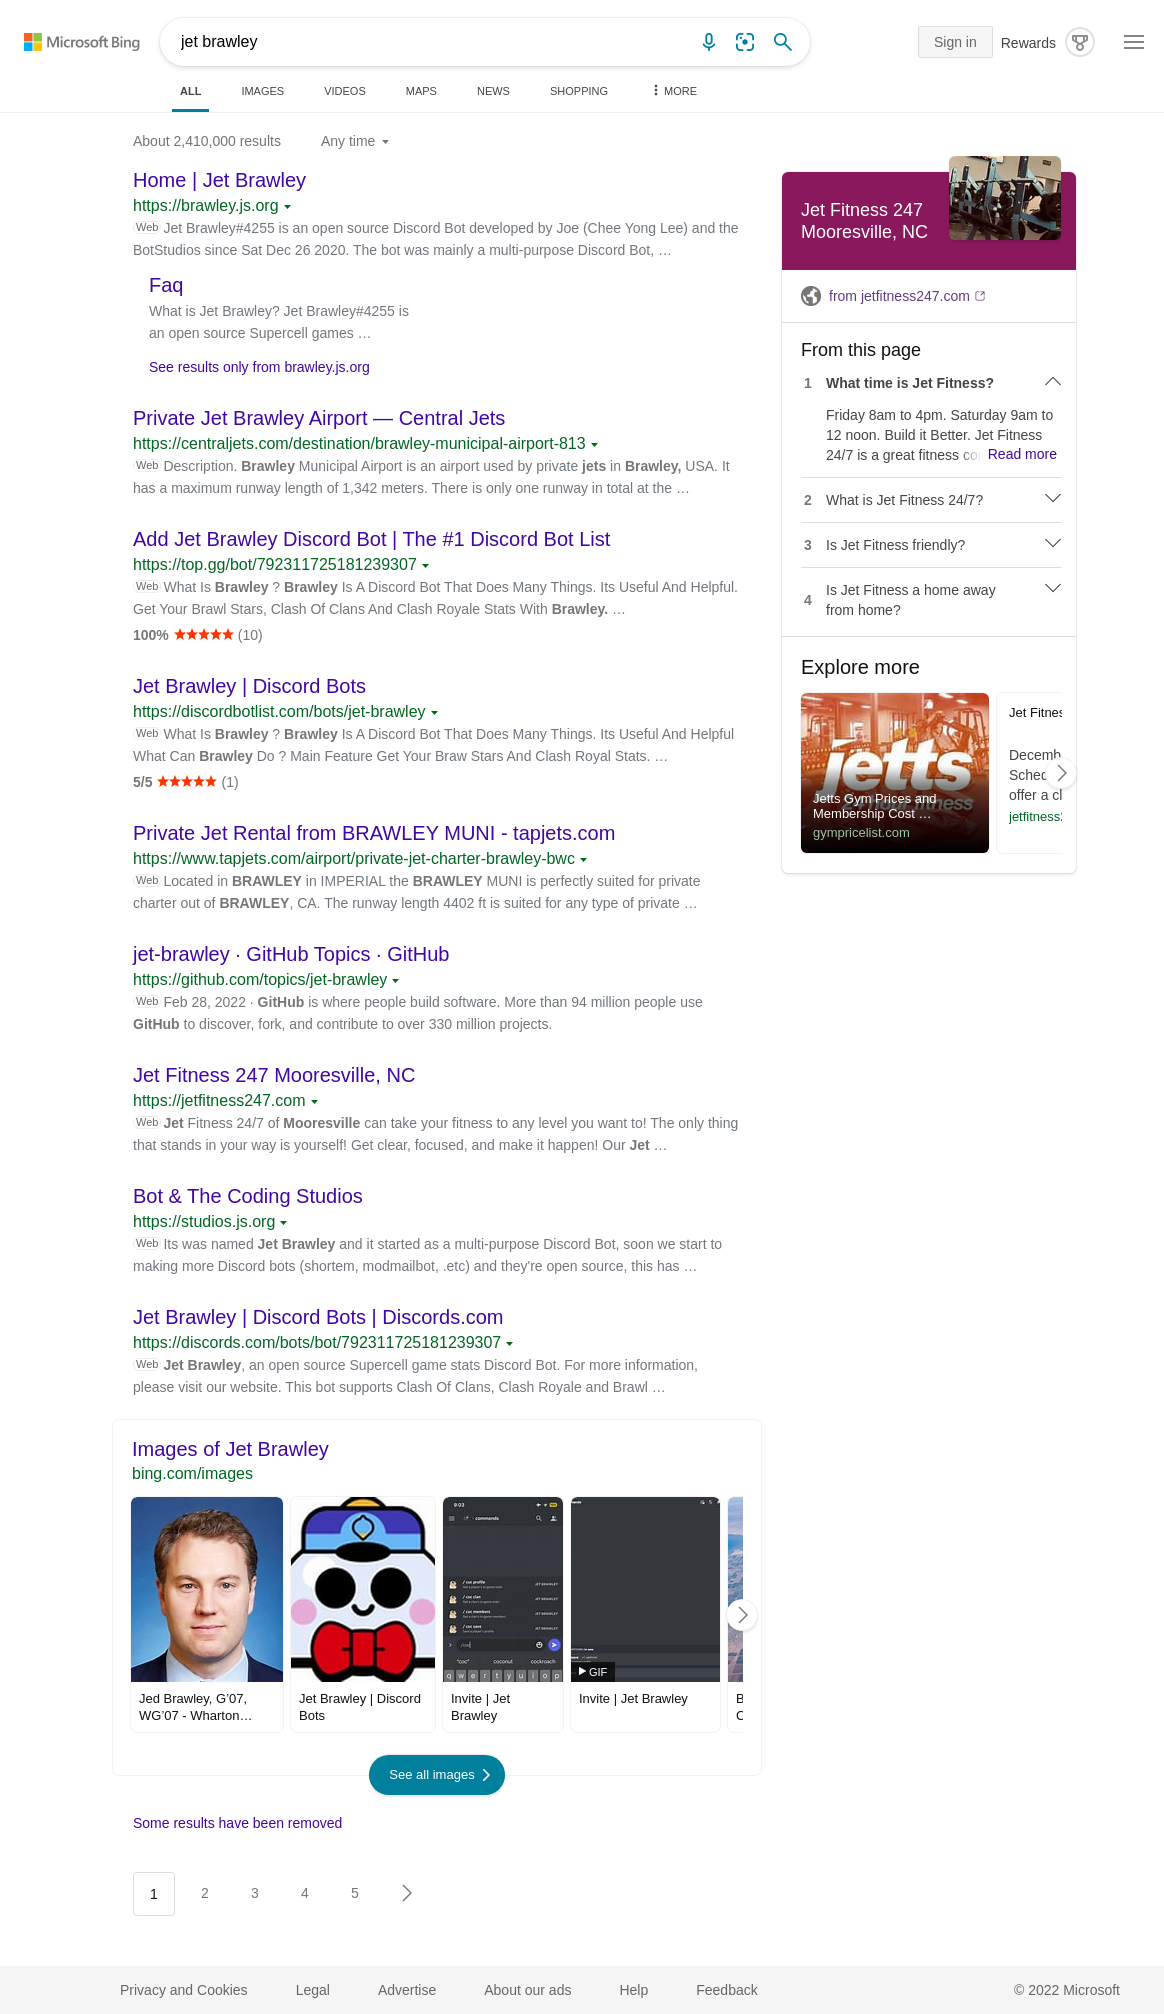 Microsoft Bing
jet brawley
Sign in
Rewards
ALL
IMAGES
VIDEOS
MAPS
NEWS
SHOPPING
MORE
About 2,410,000 results
Any time
Home | Jet Brawley
https://brawley.js.org
Web Jet Brawley#4255 is an open source Discord Bot developed by Joe (Chee Yong Lee) and the
BotStudios since Sat Dec 26 2020. The bot was mainly a multi-purpose Discord Bot, …
Faq
What is Jet Brawley? Jet Brawley#4255 is
an open source Supercell games …
See results only from brawley.js.org
Private Jet Brawley Airport — Central Jets
https://centraljets.com/destination/brawley-municipal-airport-813
Web Description. Brawley Municipal Airport is an airport used by private jets in Brawley, USA. It
has a maximum runway length of 1,342 meters. There is only one runway in total at the …
Add Jet Brawley Discord Bot | The #1 Discord Bot List
https://top.gg/bot/792311725181239307
Web What Is Brawley ? Brawley Is A Discord Bot That Does Many Things. Its Useful And Helpful.
Get Your Brawl Stars, Clash Of Clans And Clash Royale Stats With Brawley. …
100% ★★★★★ (10)
Jet Brawley | Discord Bots
https://discordbotlist.com/bots/jet-brawley
Web What Is Brawley ? Brawley Is A Discord Bot That Does Many Things. Its Useful And Helpful
What Can Brawley Do ? Main Feature Get Your Braw Stars And Clash Royal Stats. …
5/5 ★★★★★ (1)
Private Jet Rental from BRAWLEY MUNI - tapjets.com
https://www.tapjets.com/airport/private-jet-charter-brawley-bwc
Web Located in BRAWLEY in IMPERIAL the BRAWLEY MUNI is perfectly suited for private
charter out of BRAWLEY, CA. The runway length 4402 ft is suited for any type of private …
jet-brawley · GitHub Topics · GitHub
https://github.com/topics/jet-brawley
Web Feb 28, 2022 · GitHub is where people build software. More than 94 million people use
GitHub to discover, fork, and contribute to over 330 million projects.
Jet Fitness 247 Mooresville, NC
https://jetfitness247.com
Web Jet Fitness 24/7 of Mooresville can take your fitness to any level you want to! The only thing
that stands in your way is yourself! Get clear, focused, and make it happen! Our Jet …
Bot & The Coding Studios
https://studios.js.org
Web Its was named Jet Brawley and it started as a multi-purpose Discord Bot, soon we start to
making more Discord bots (shortem, modmailbot, .etc) and they're open source, this has …
Jet Brawley | Discord Bots | Discords.com
https://discords.com/bots/bot/792311725181239307
Web Jet Brawley, an open source Supercell game stats Discord Bot. For more information,
please visit our website. This bot supports Clash Of Clans, Clash Royale and Brawl …
Images of Jet Brawley
bing.com/images
9:03
commands
/ coc profile
/ coc clan
/ coc members
/ coc save
JET BRAWLEY
JET BRAWLEY
JET BRAWLEY
JET BRAWLEY
"coc"
coconut
cockroach
q w e r t y u i o p
GIF
Jed Brawley, G'07,
WG'07 - Wharton…
Jet Brawley | Discord
Bots
Invite | Jet
Brawley
Invite | Jet Brawley
B
C
See all images
Some results have been removed
1
2
3
4
5
Jet Fitness 247
Mooresville, NC
from jetfitness247.com
From this page
1 What time is Jet Fitness?
Friday 8am to 4pm. Saturday 9am to
12 noon. Build it Better. Jet Fitness
24/7 is a great fitness co Read more
2 What is Jet Fitness 24/7?
3 Is Jet Fitness friendly?
4 Is Jet Fitness a home away
from home?
Explore more
jetts
24 hour fitness
Jetts Gym Prices and
Membership Cost …
gympricelist.com
Jet Fitnes
Decemb
Sched
offer a cl
jetfitness2
Privacy and Cookies
Legal
Advertise
About our ads
Help
Feedback
© 2022 Microsoft